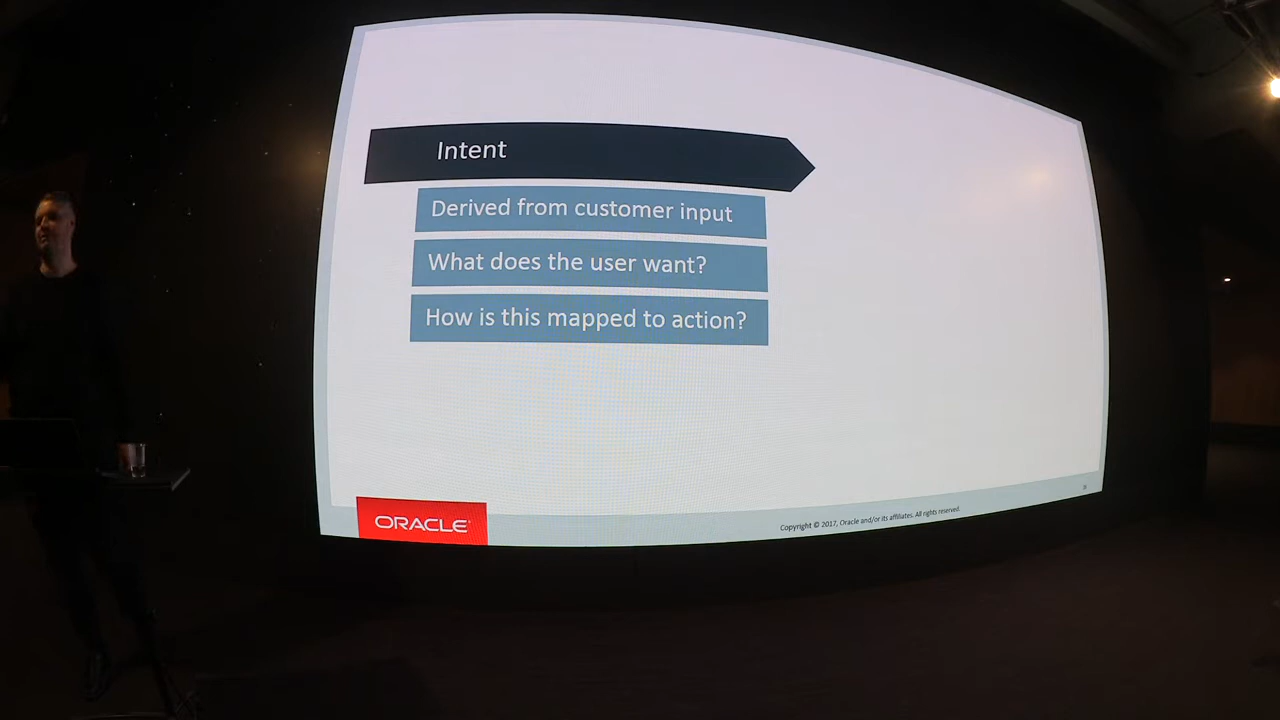 Intent
Derived from customer input
What does the user want?
How is this mapped to action?
ORACLE
Copyright © 2017, Oracle and/or its affiliates. All rights reserved.